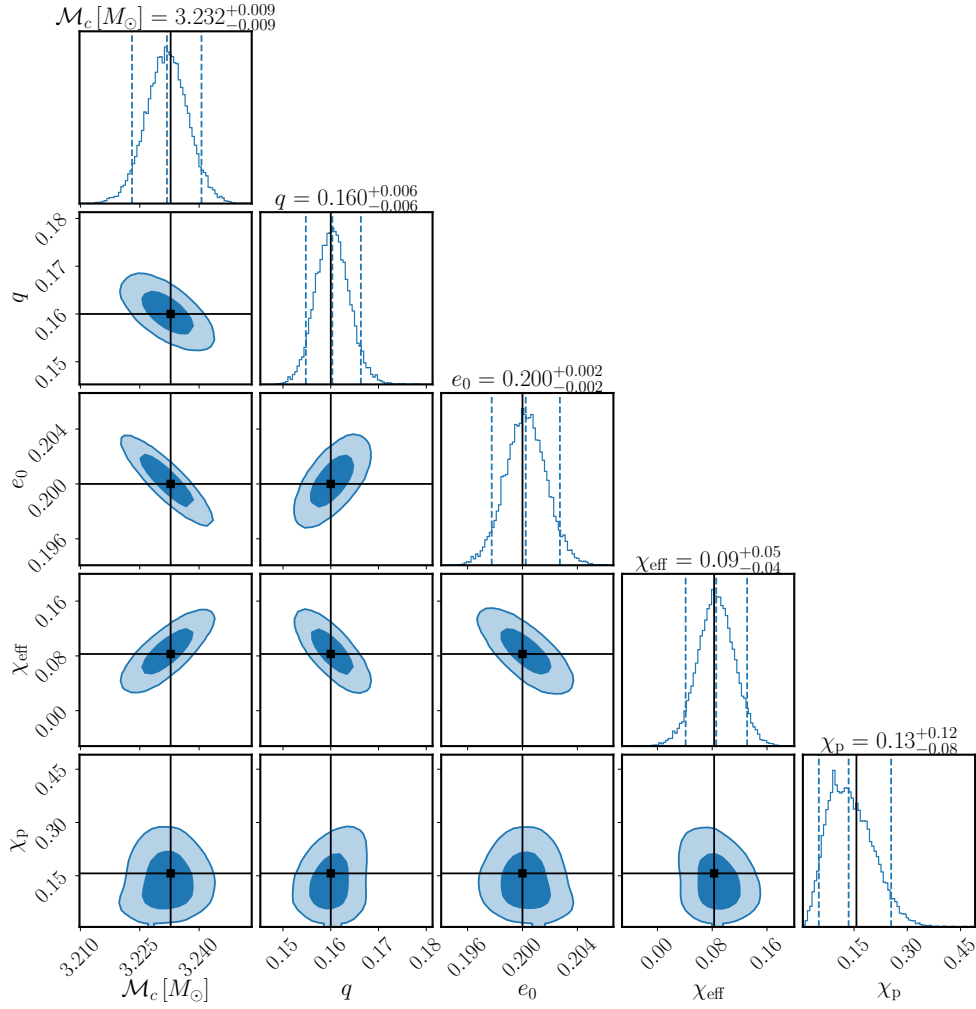 $\mathcal{M}_c\,[M_\odot] = 3.232^{+0.009}_{-0.009}$
$q = 0.160^{+0.006}_{-0.006}$
0.18
0.17
0.16
0.15
$q$
$e_0 = 0.200^{+0.002}_{-0.002}$
0.204
0.200
0.196
$e_0$
$\chi_{\rm eff} = 0.09^{+0.05}_{-0.04}$
0.16
0.08
0.00
$\chi_{\rm eff}$
$\chi_{\rm p} = 0.13^{+0.12}_{-0.08}$
0.45
0.30
0.15
$\chi_{\rm p}$
3.210 3.225 3.240
0.15 0.16 0.17 0.18
0.196 0.200 0.204
0.00 0.08 0.16
0.15 0.30 0.45
$\mathcal{M}_c\,[M_\odot]$ $q$ $e_0$ $\chi_{\rm eff}$ $\chi_{\rm p}$